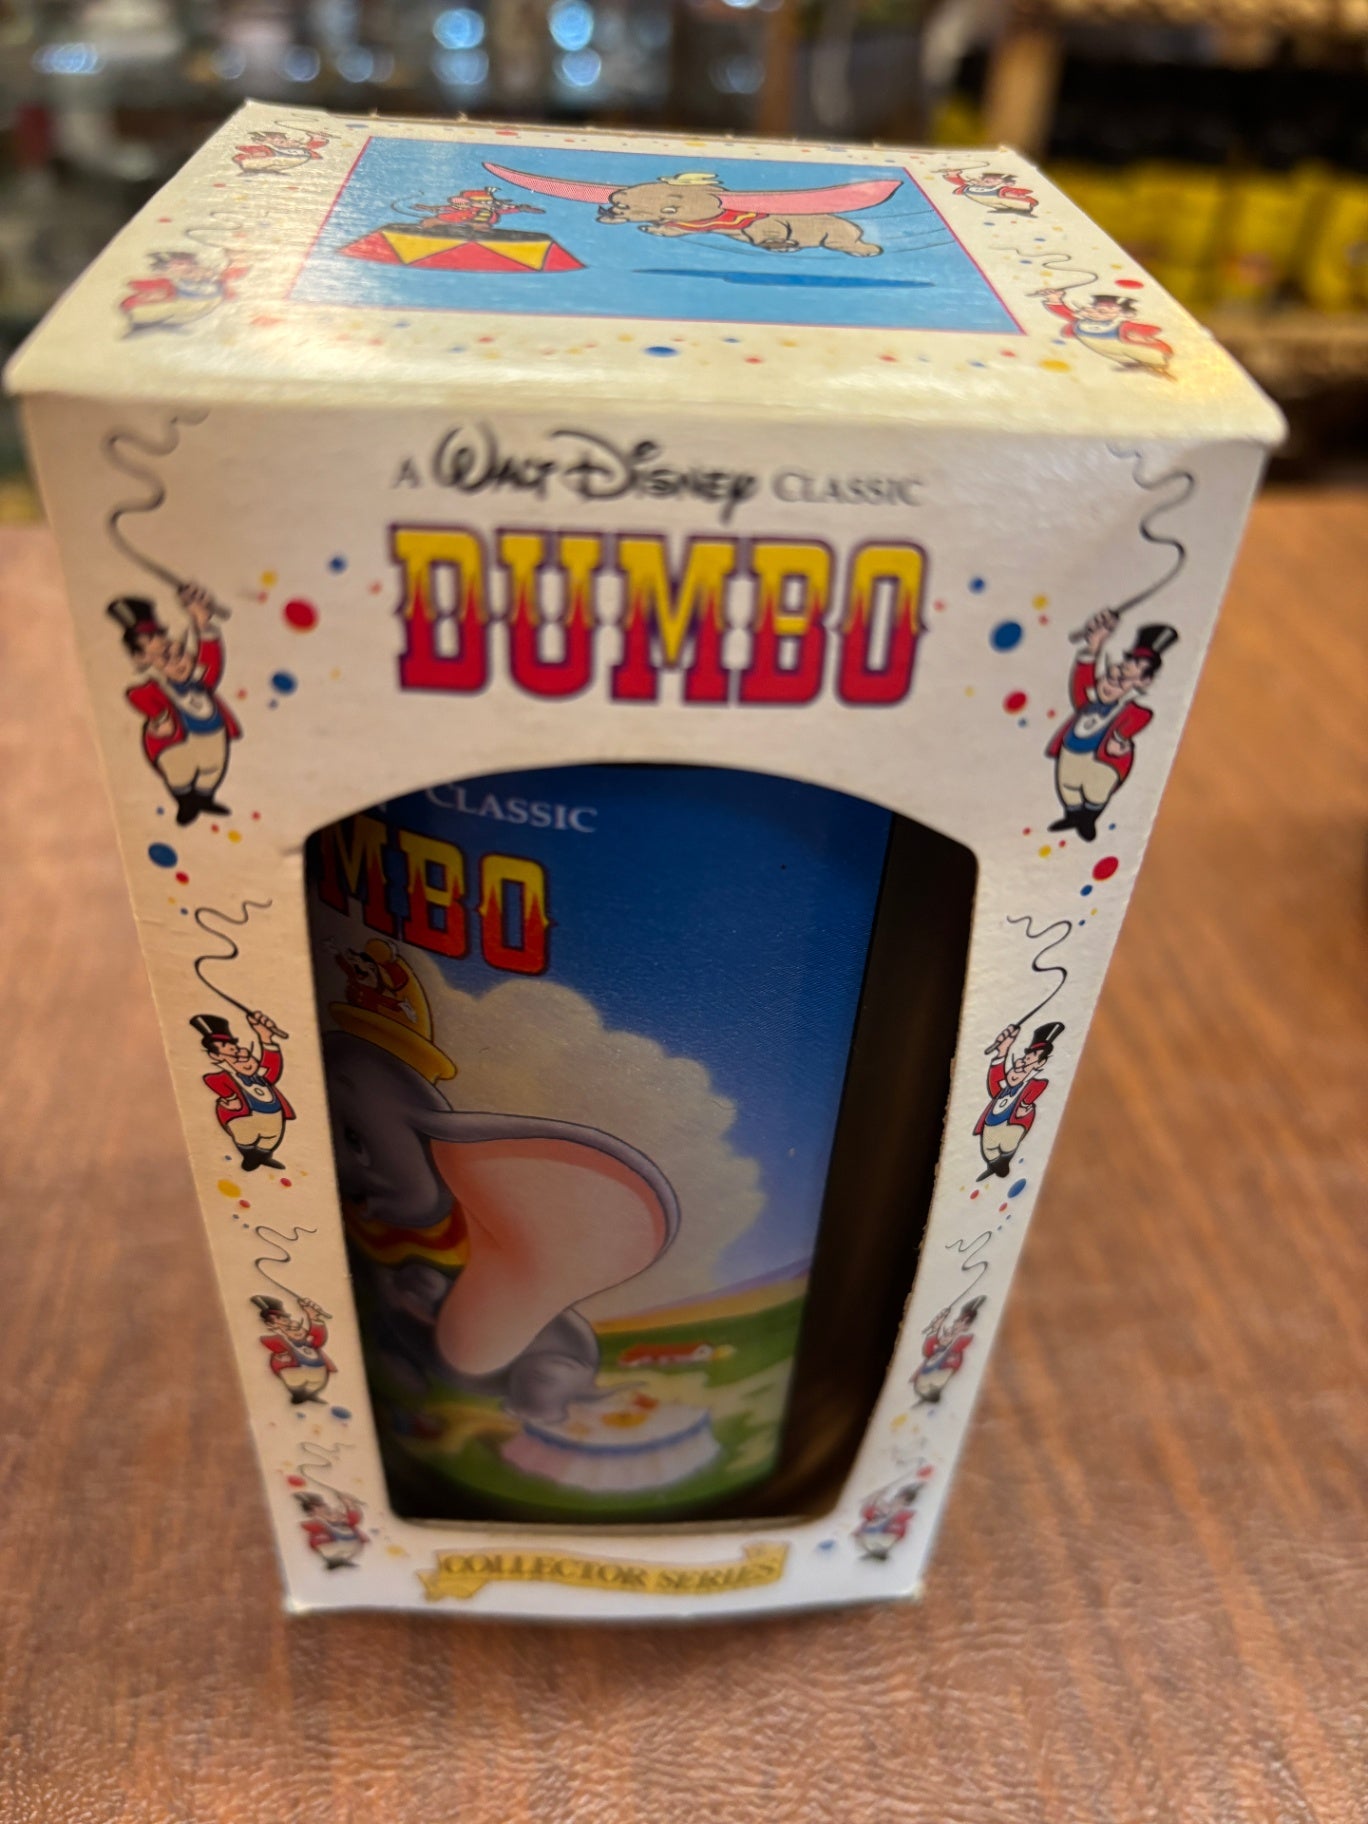 A Walt Disney CLASSIC
DUMBO
CLASSIC
MBO
COLLECTOR SERIES